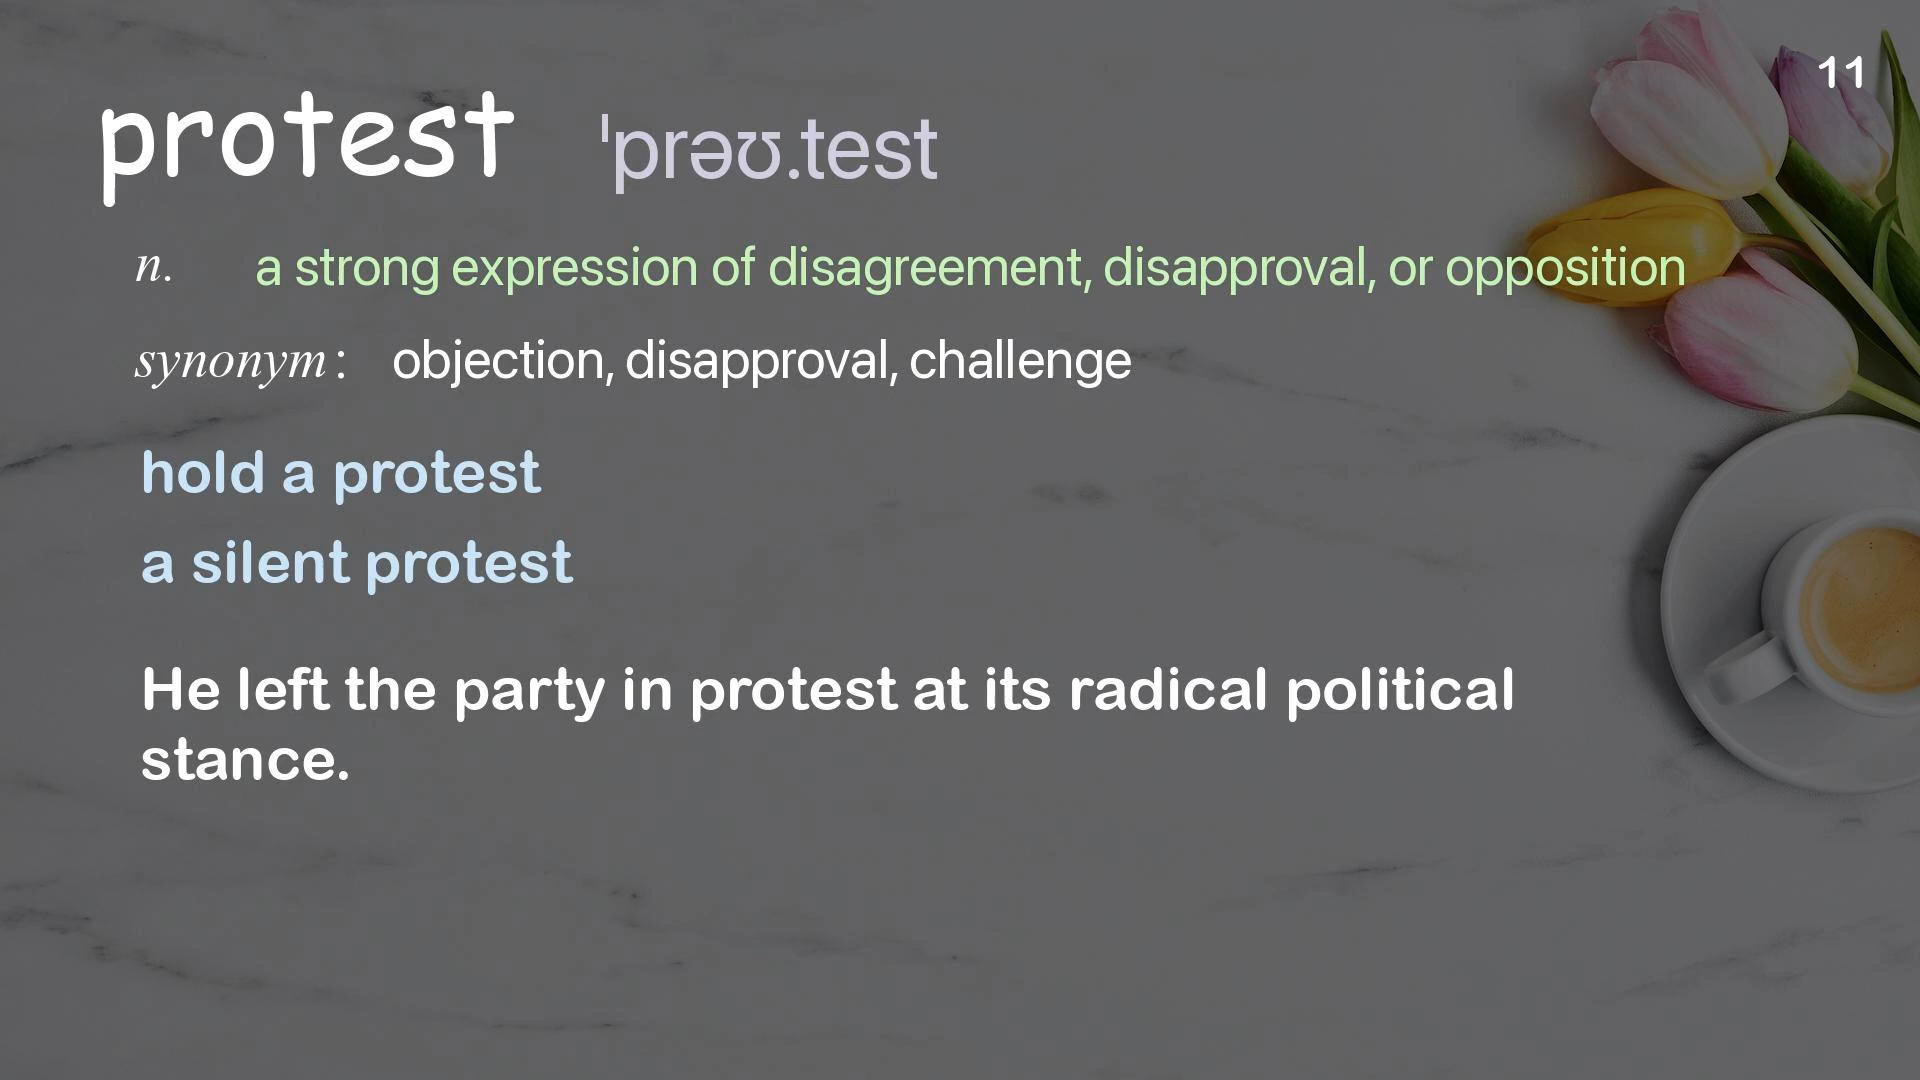 11
protest ˈprəʊ.test
n. a strong expression of disagreement, disapproval, or opposition
synonym: objection, disapproval, challenge
hold a protest
a silent protest
He left the party in protest at its radical political
stance.